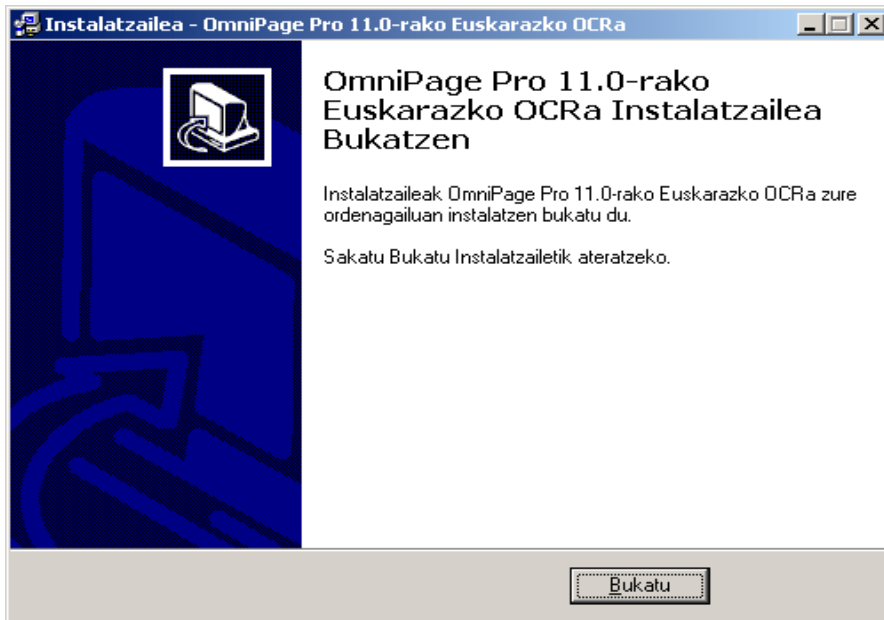 Instalatzailea - OmniPage Pro 11.0-rako Euskarazko OCRa
OmniPage Pro 11.0-rako
Euskarazko OCRa Instalatzailea
Bukatzen
Instalatzaileak OmniPage Pro 11.0-rako Euskarazko OCRa zure
ordenagailuan instalatzen bukatu du.
Sakatu Bukatu Instalatzailetik ateratzeko.
Bukatu